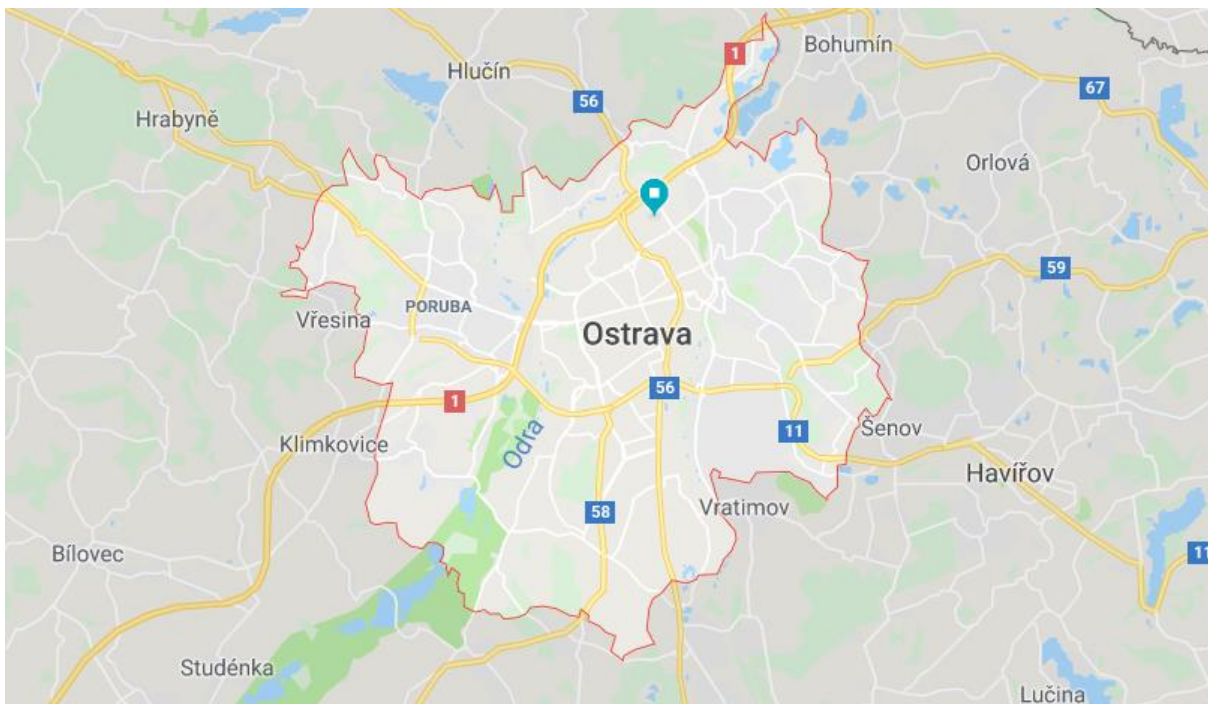 Bohumín
1
Hlučín
67
56
Hrabyně
Orlová
59
PORUBA
Vřesina
Ostrava
56
1
Šenov
11
Klimkovice
Odra
Havířov
Vratimov
58
Bílovec
11
Studénka
Lučina